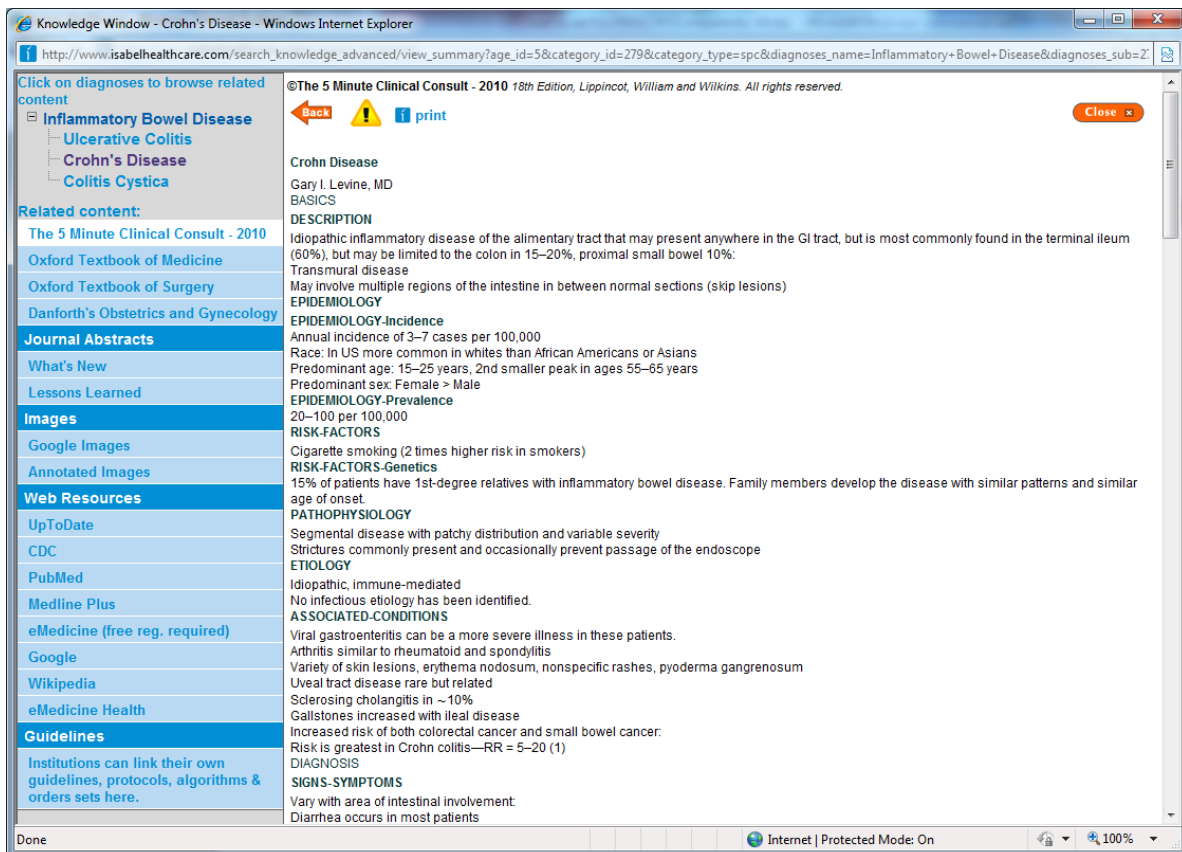 Knowledge Window - Crohn's Disease - Windows Internet Explorer
http://www.isabelhealthcare.com/search_knowledge_advanced/view_summary?age_id=5&category_id=279&category_type=spc&diagnoses_name=Inflammatory+Bowel+Disease&diagnoses_sub=2
Click on diagnoses to browse related
content
Inflammatory Bowel Disease
Ulcerative Colitis
Crohn's Disease
Colitis Cystica
Related content:
The 5 Minute Clinical Consult - 2010
Oxford Textbook of Medicine
Oxford Textbook of Surgery
Danforth's Obstetrics and Gynecology
Journal Abstracts
What's New
Lessons Learned
Images
Google Images
Annotated Images
Web Resources
UpToDate
CDC
PubMed
Medline Plus
eMedicine (free reg. required)
Google
Wikipedia
eMedicine Health
Guidelines
Institutions can link their own
guidelines, protocols, algorithms &
orders sets here.
©The 5 Minute Clinical Consult - 2010 18th Edition, Lippincot, William and Wilkins. All rights reserved.
Back print Close
Crohn Disease
Gary I. Levine, MD
BASICS
DESCRIPTION
Idiopathic inflammatory disease of the alimentary tract that may present anywhere in the GI tract, but is most commonly found in the terminal ileum
(60%), but may be limited to the colon in 15–20%, proximal small bowel 10%:
Transmural disease
May involve multiple regions of the intestine in between normal sections (skip lesions)
EPIDEMIOLOGY
EPIDEMIOLOGY-Incidence
Annual incidence of 3–7 cases per 100,000
Race: In US more common in whites than African Americans or Asians
Predominant age: 15–25 years, 2nd smaller peak in ages 55–65 years
Predominant sex: Female > Male
EPIDEMIOLOGY-Prevalence
20–100 per 100,000
RISK-FACTORS
Cigarette smoking (2 times higher risk in smokers)
RISK-FACTORS-Genetics
15% of patients have 1st-degree relatives with inflammatory bowel disease. Family members develop the disease with similar patterns and similar
age of onset.
PATHOPHYSIOLOGY
Segmental disease with patchy distribution and variable severity
Strictures commonly present and occasionally prevent passage of the endoscope
ETIOLOGY
Idiopathic, immune-mediated
No infectious etiology has been identified.
ASSOCIATED-CONDITIONS
Viral gastroenteritis can be a more severe illness in these patients.
Arthritis similar to rheumatoid and spondylitis
Variety of skin lesions, erythema nodosum, nonspecific rashes, pyoderma gangrenosum
Uveal tract disease rare but related
Sclerosing cholangitis in ~10%
Gallstones increased with ileal disease
Increased risk of both colorectal cancer and small bowel cancer:
Risk is greatest in Crohn colitis—RR = 5–20 (1)
DIAGNOSIS
SIGNS-SYMPTOMS
Vary with area of intestinal involvement:
Diarrhea occurs in most patients
Done
Internet | Protected Mode: On
100%